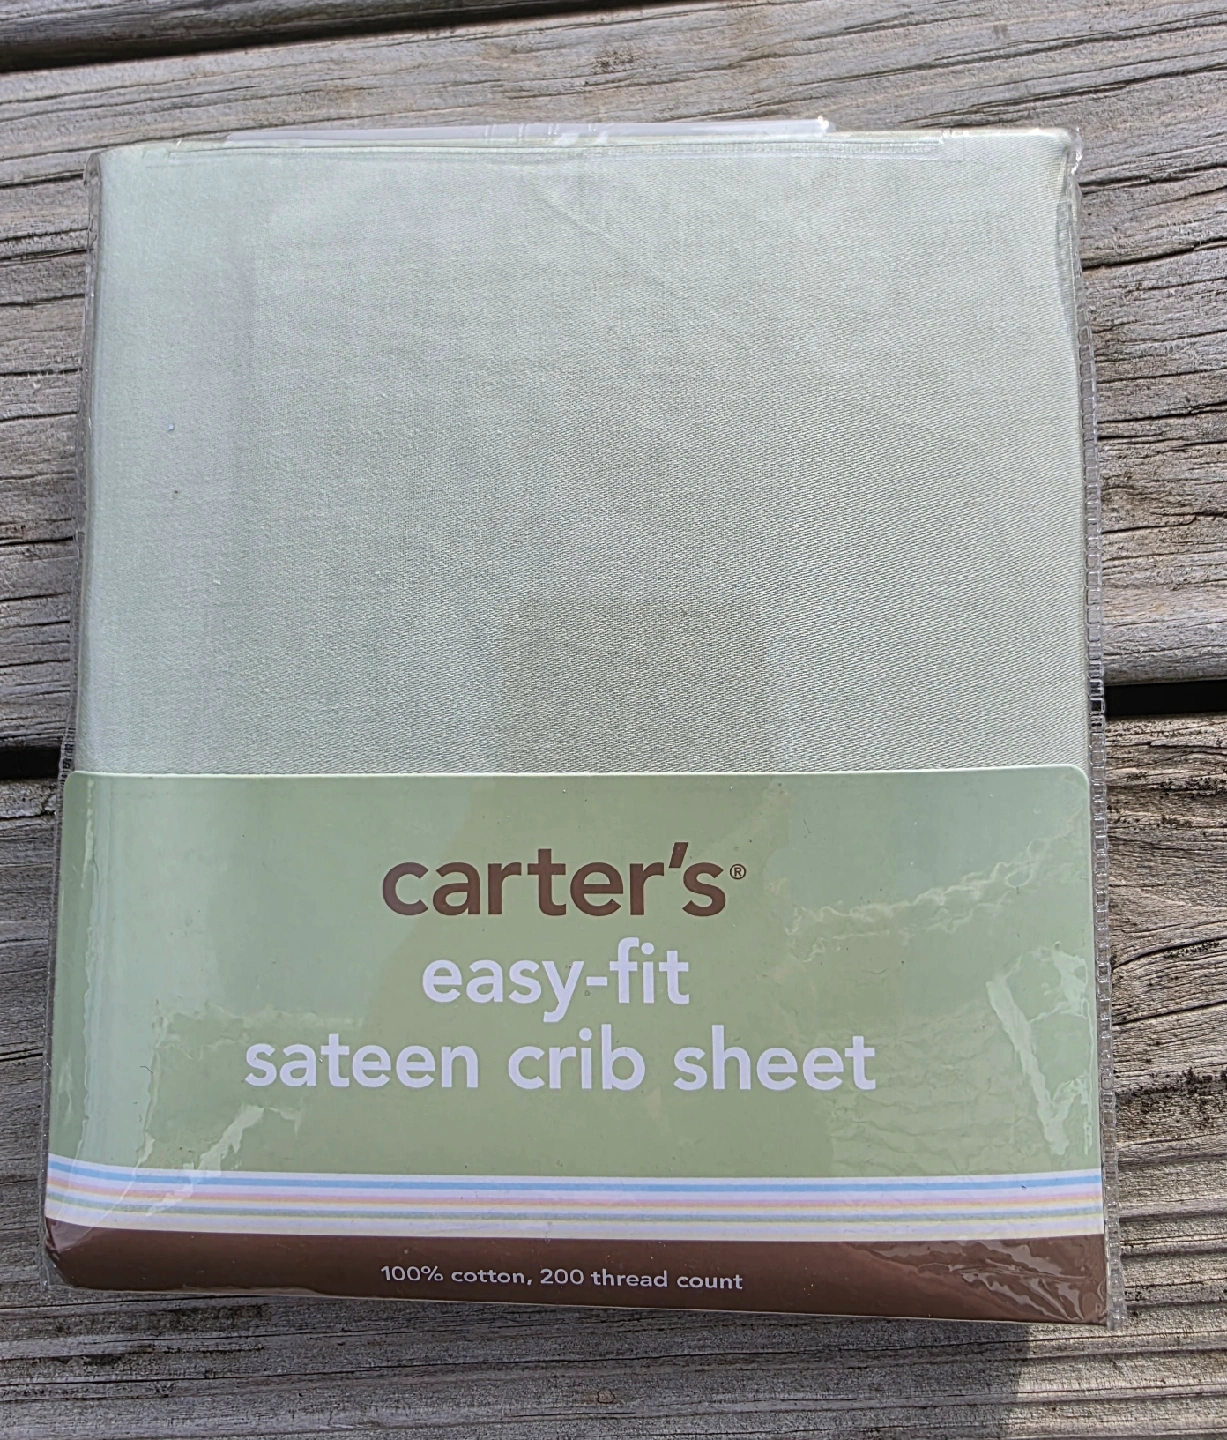 carter's®
easy-fit
sateen crib sheet
100% cotton, 200 thread count